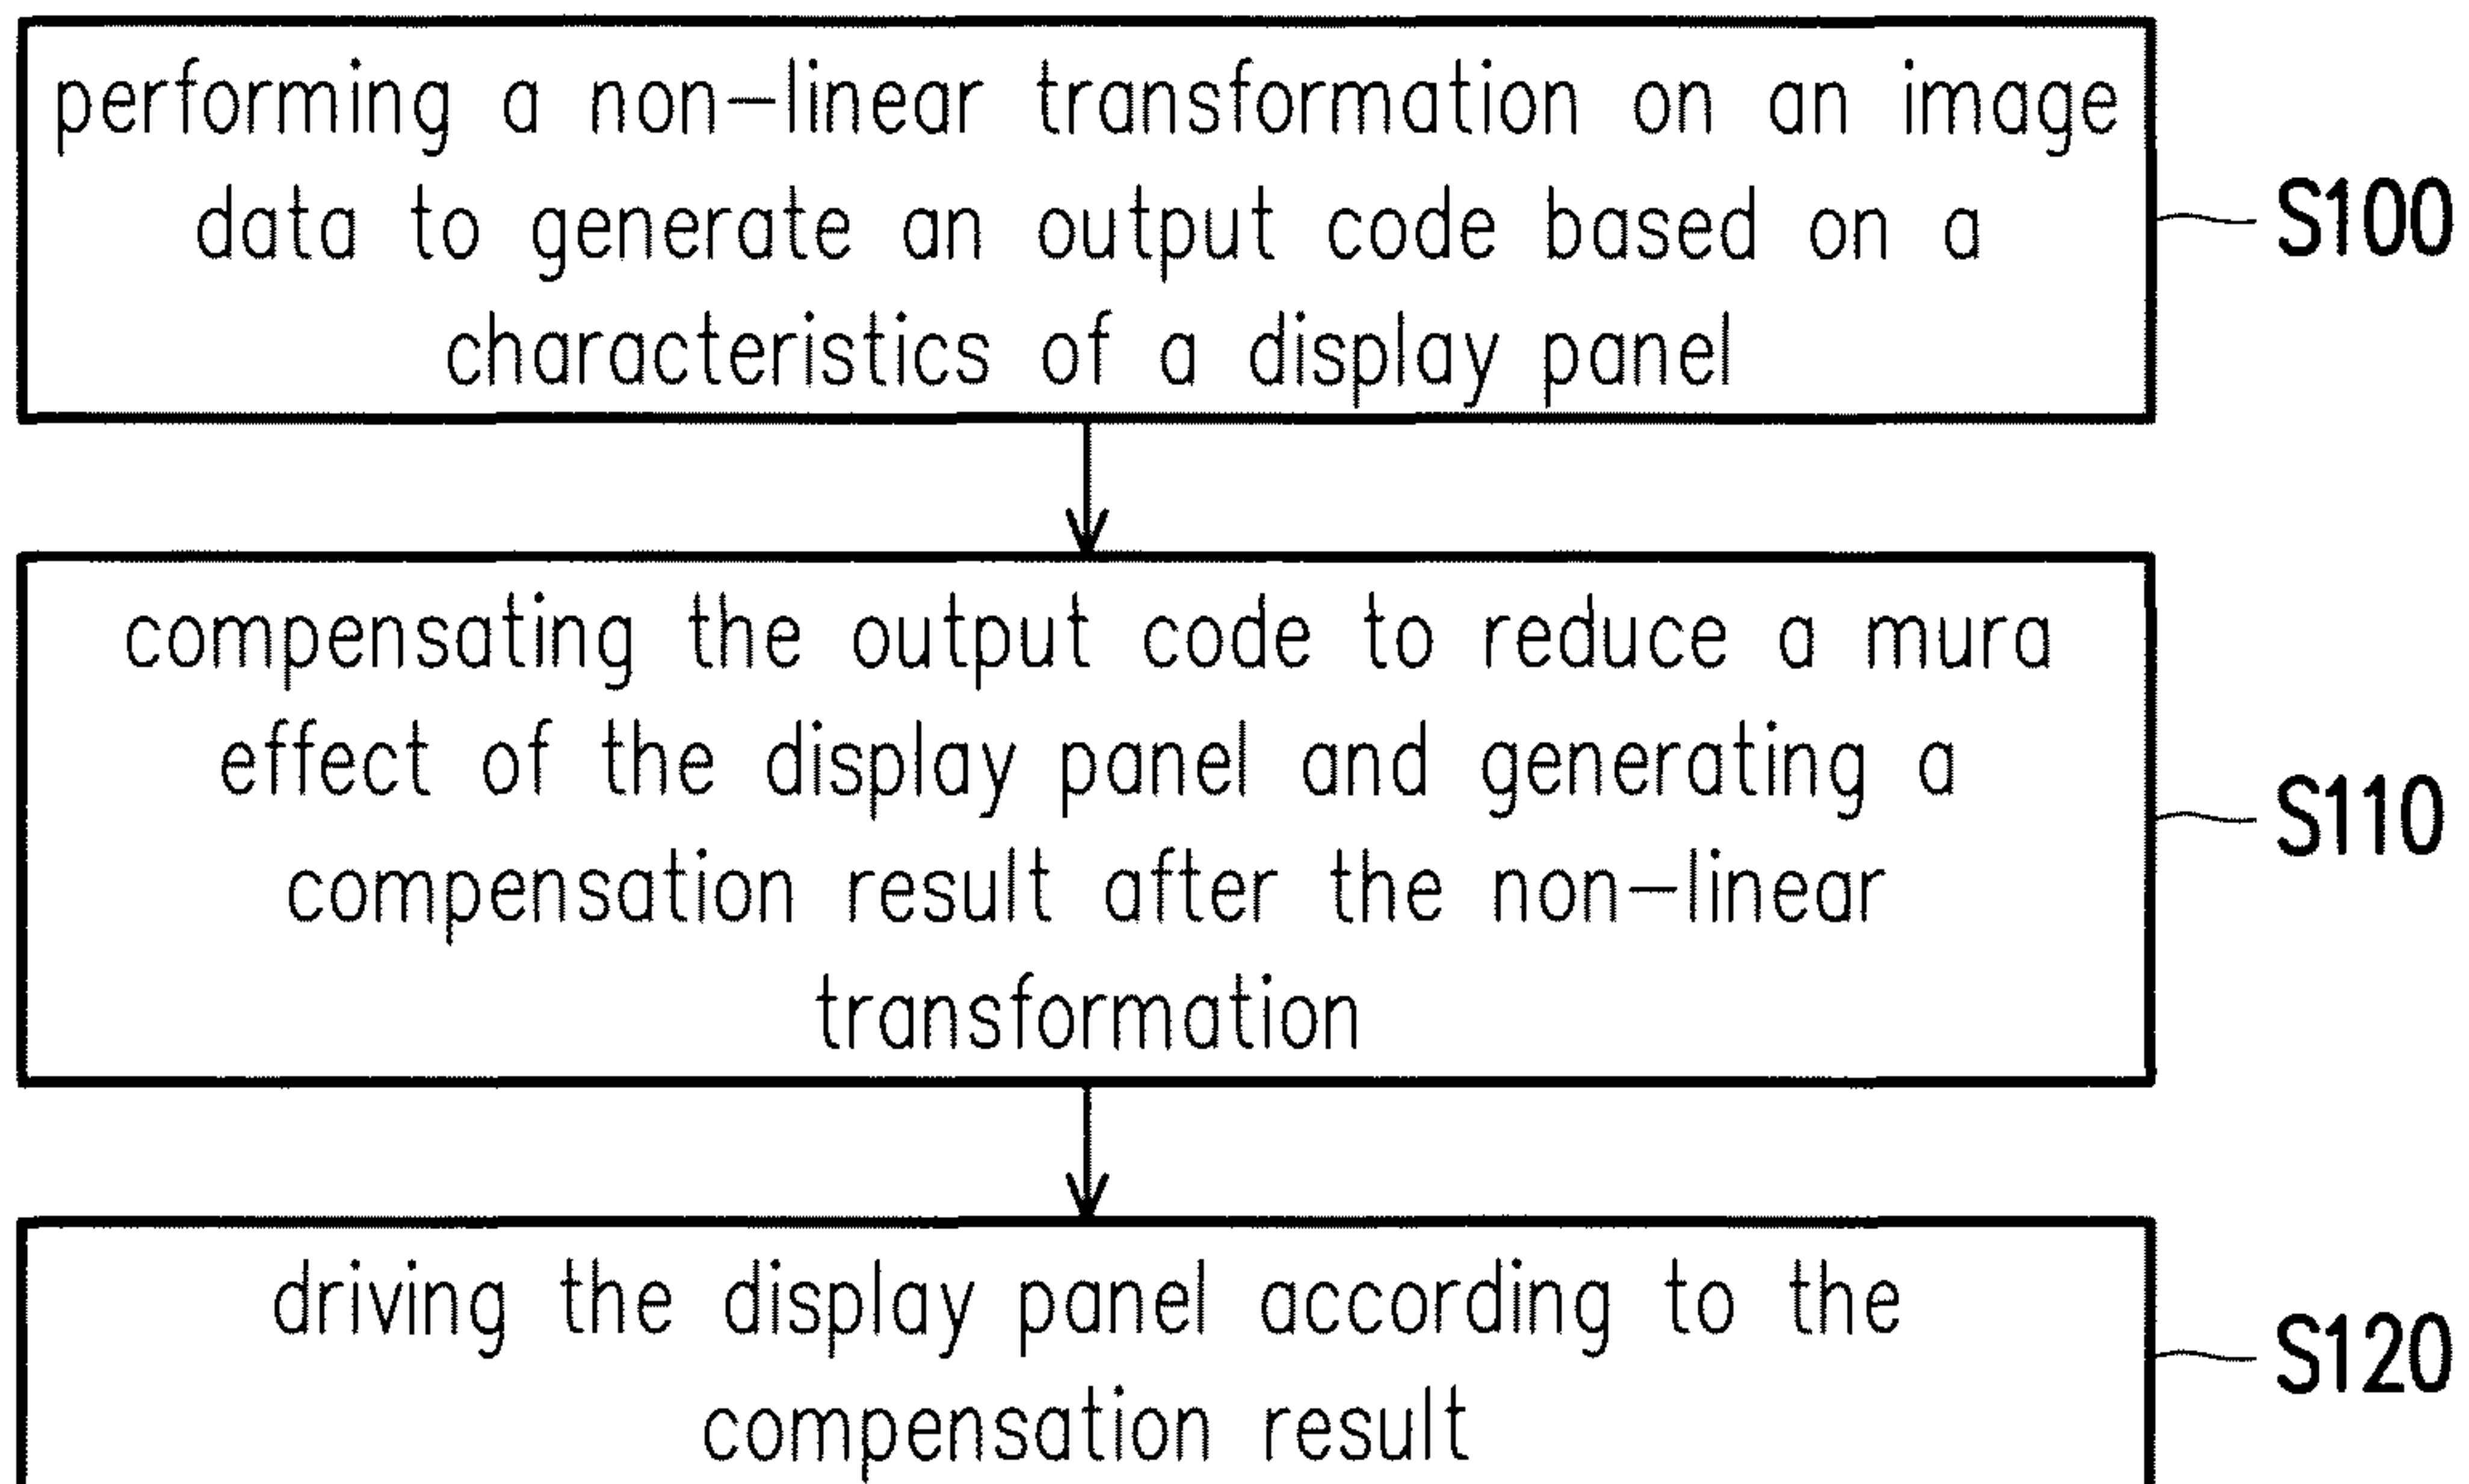 performing a non-linear transformation on an image
data to generate an output code based on a
characteristics of a display panel
S100
compensating the output code to reduce a mura
effect of the display panel and generating a
compensation result after the non-linear
transformation
S110
driving the display panel according to the
compensation result
S120